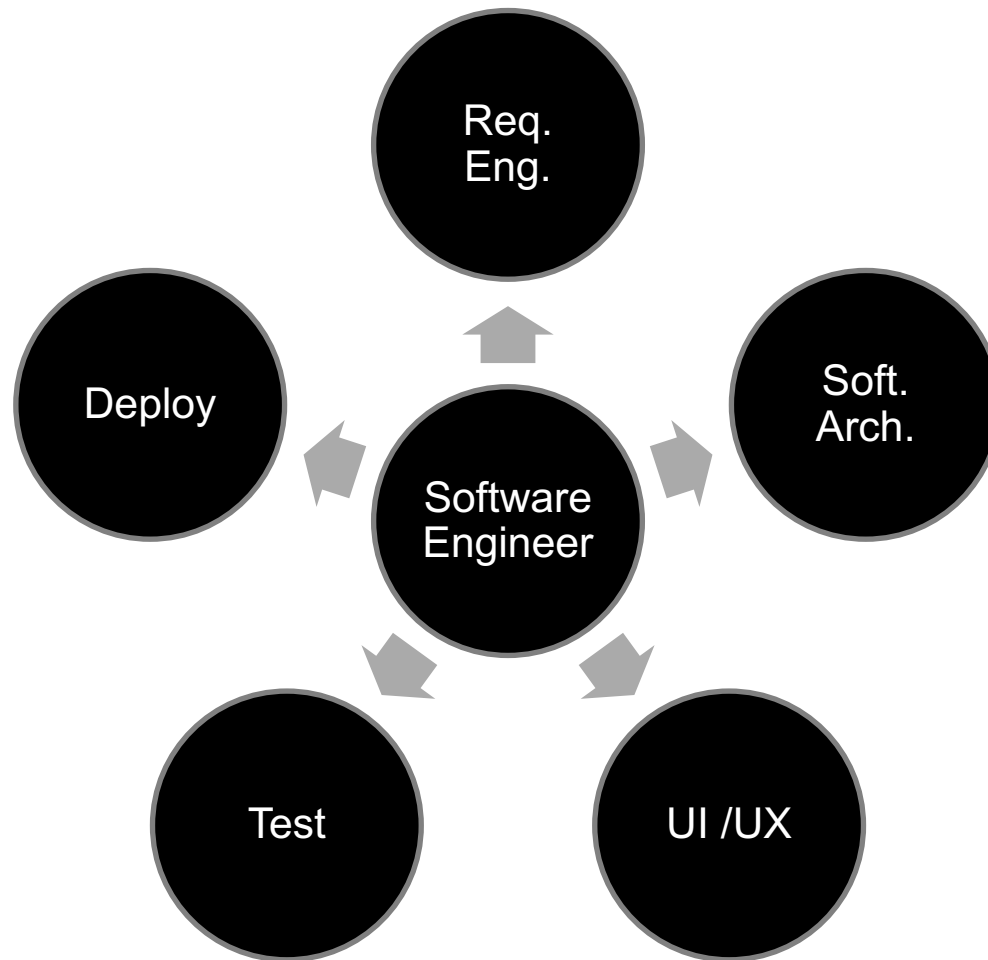 Req.
Eng.
Deploy
Soft.
Arch.
Software
Engineer
Test
UI /UX